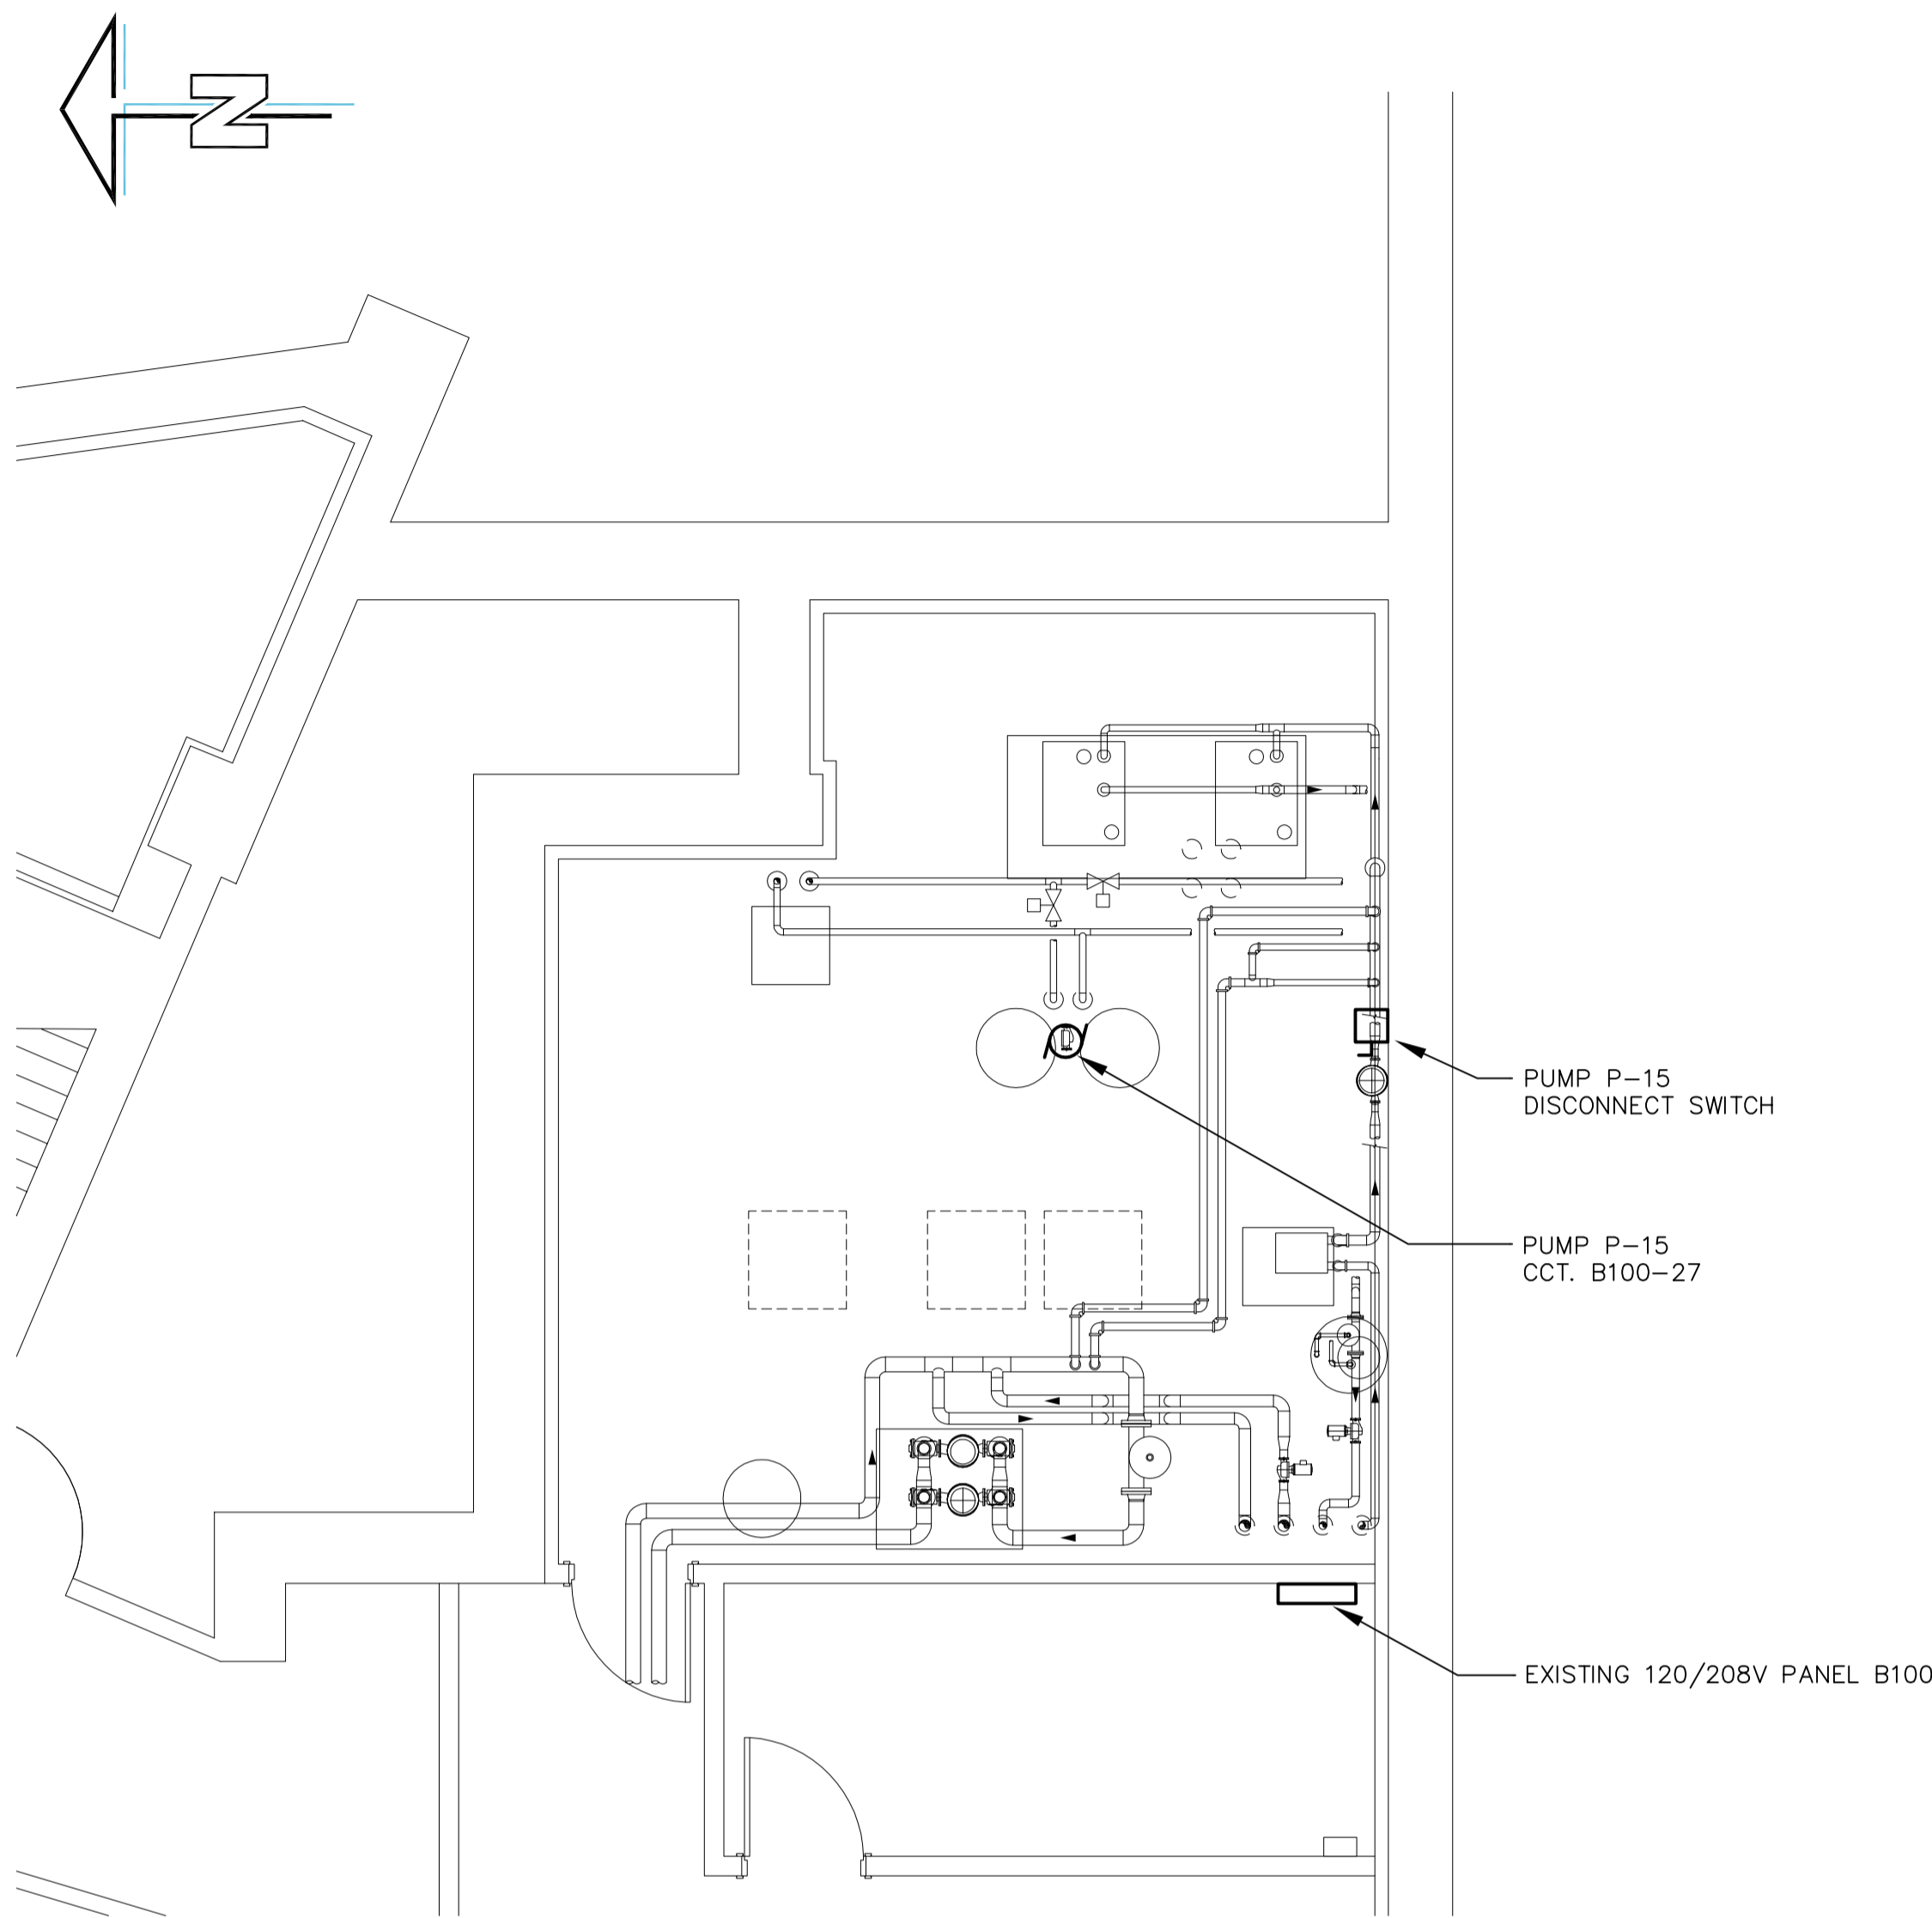 N
PUMP P-15
DISCONNECT SWITCH
PUMP P-15
CCT. B100-27
EXISTING 120/208V PANEL B100